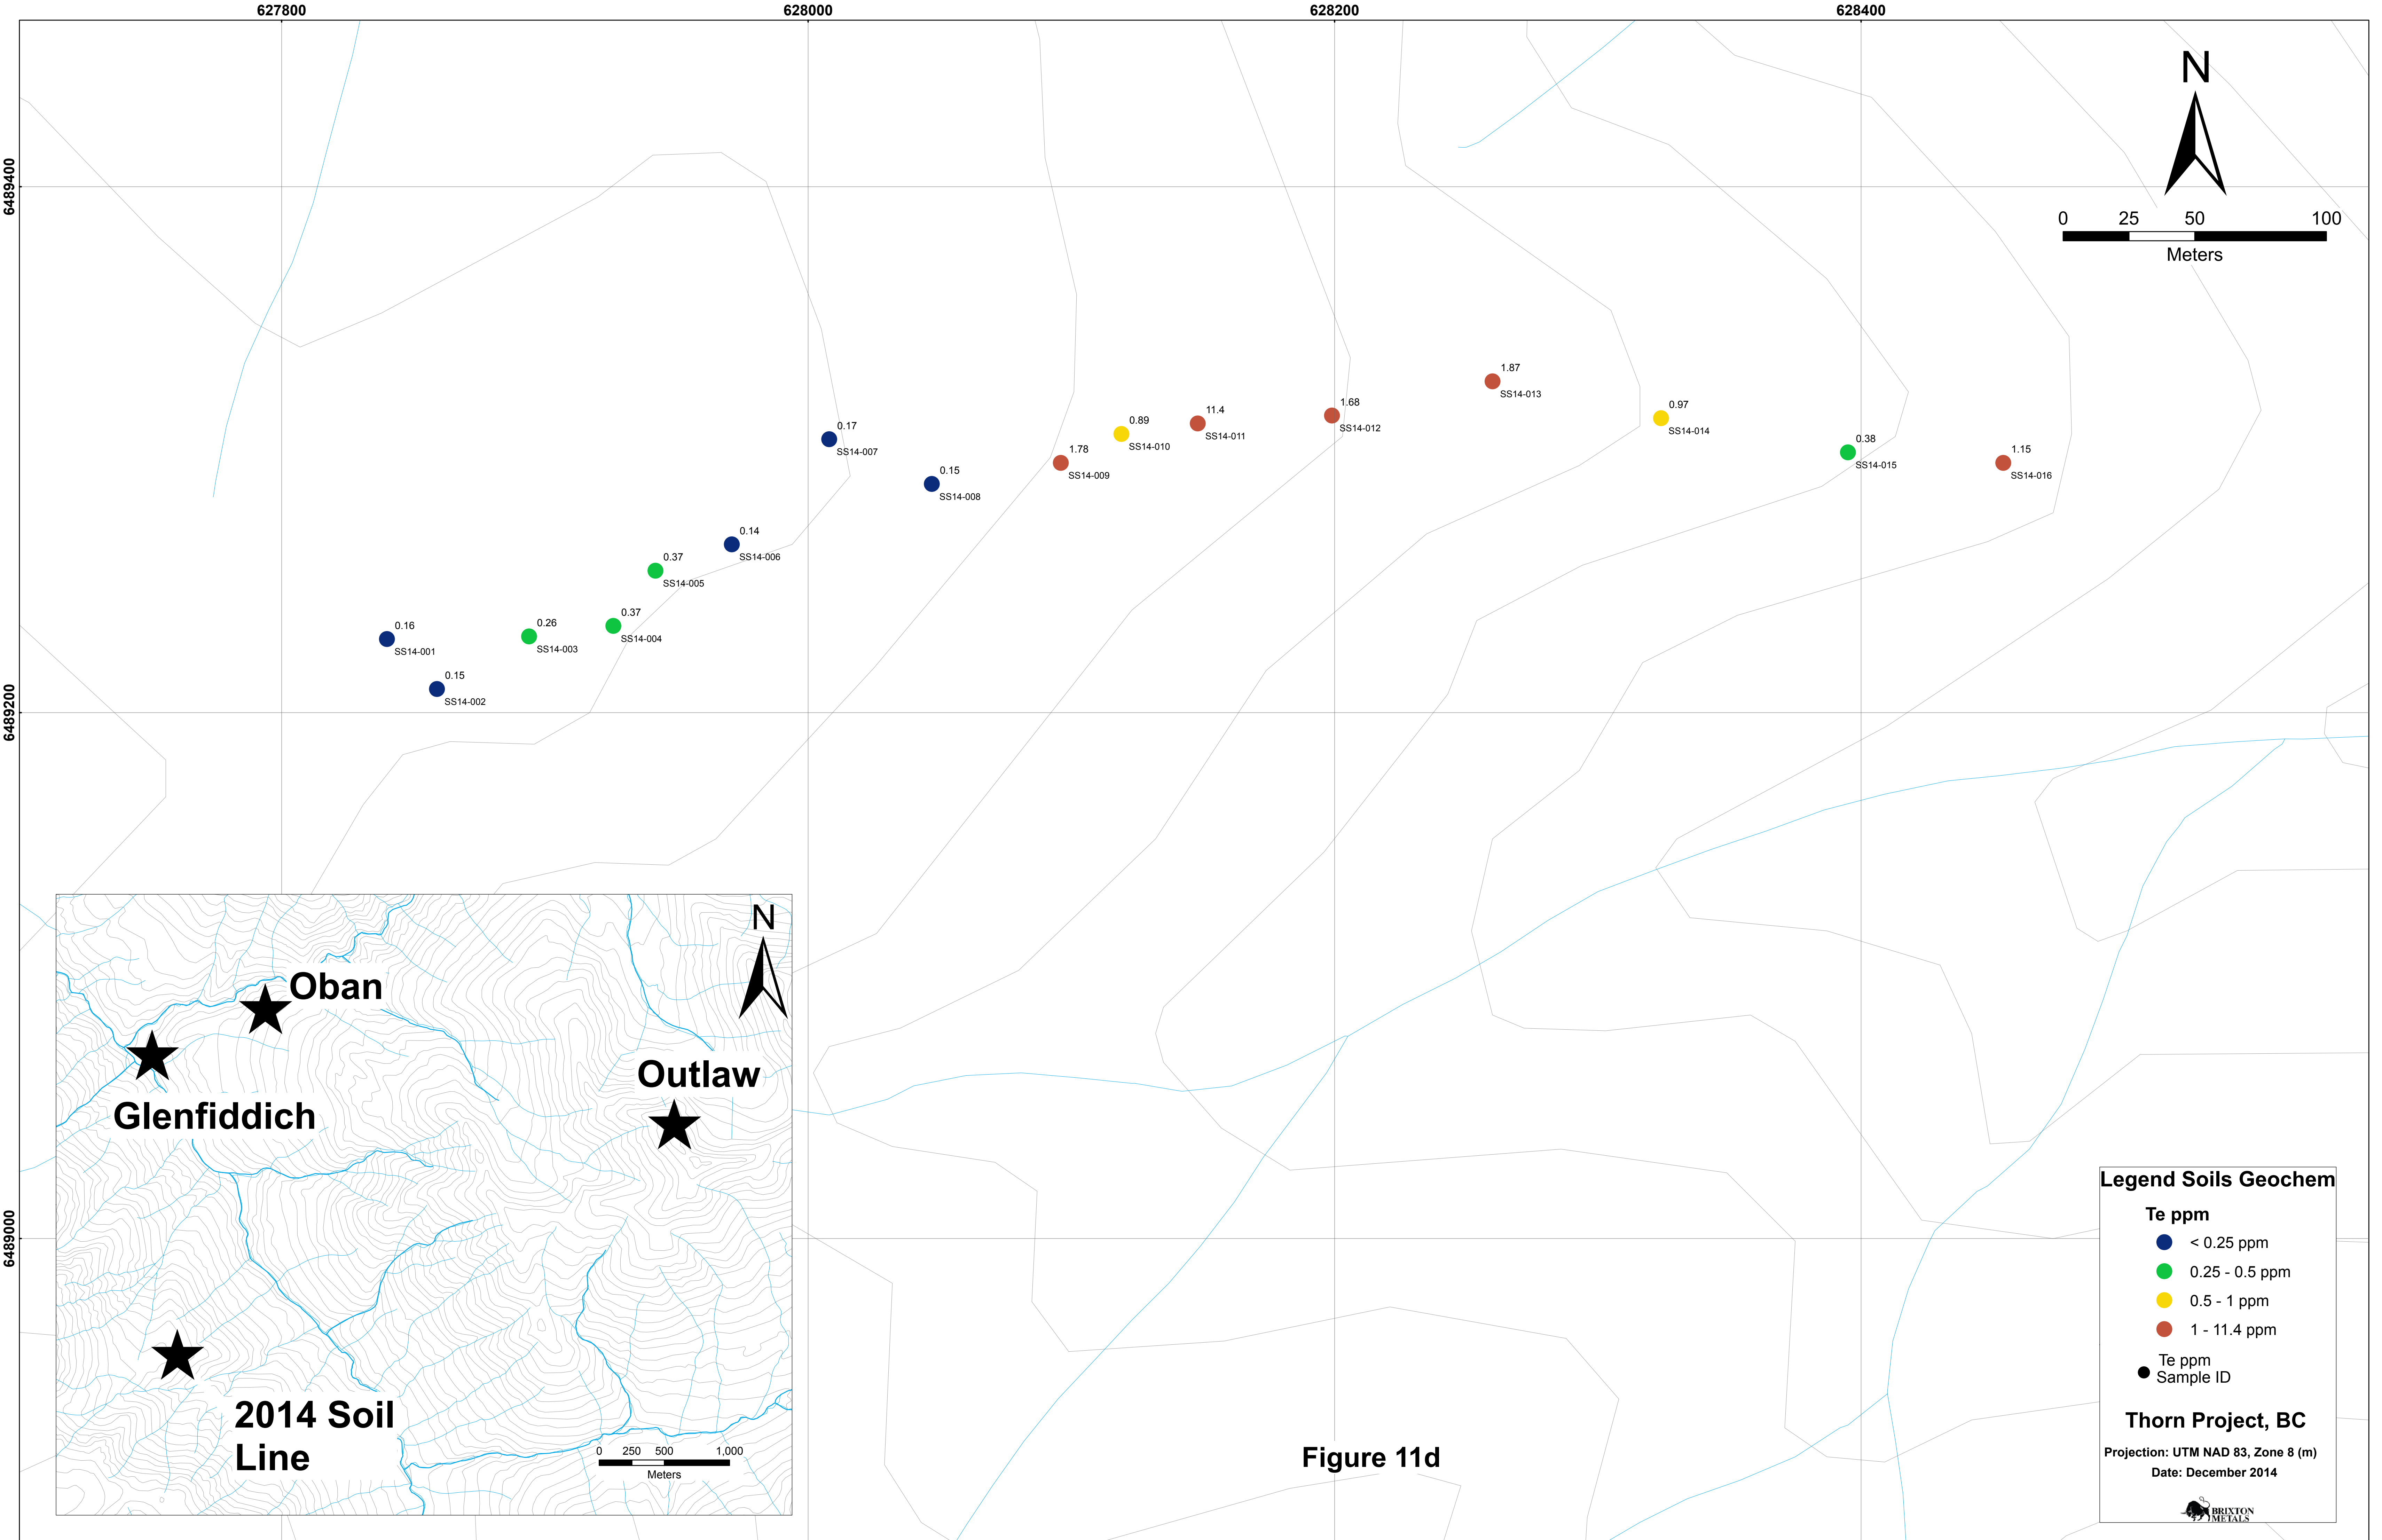 627800
628000
628200
628400
6489400
6489200
6489000
N
0 25 50 100
Meters
1.87
SS14-013
1.68
SS14-012
11.4
SS14-011
0.97
SS14-014
0.89
SS14-010
0.17
SS14-007
0.38
SS14-015
1.15
SS14-016
1.78
SS14-009
0.15
SS14-008
0.14
SS14-006
0.37
SS14-005
0.37
SS14-004
0.26
SS14-003
0.16
SS14-001
0.15
SS14-002
N
Oban
Outlaw
Glenfiddich
2014 Soil
Line
0 250 500 1,000
Meters
Figure 11d
Legend Soils Geochem
Te ppm
< 0.25 ppm
0.25 - 0.5 ppm
0.5 - 1 ppm
1 - 11.4 ppm
Te ppm
Sample ID
Thorn Project, BC
Projection: UTM NAD 83, Zone 8 (m)
Date: December 2014
BRIXTON
METALS